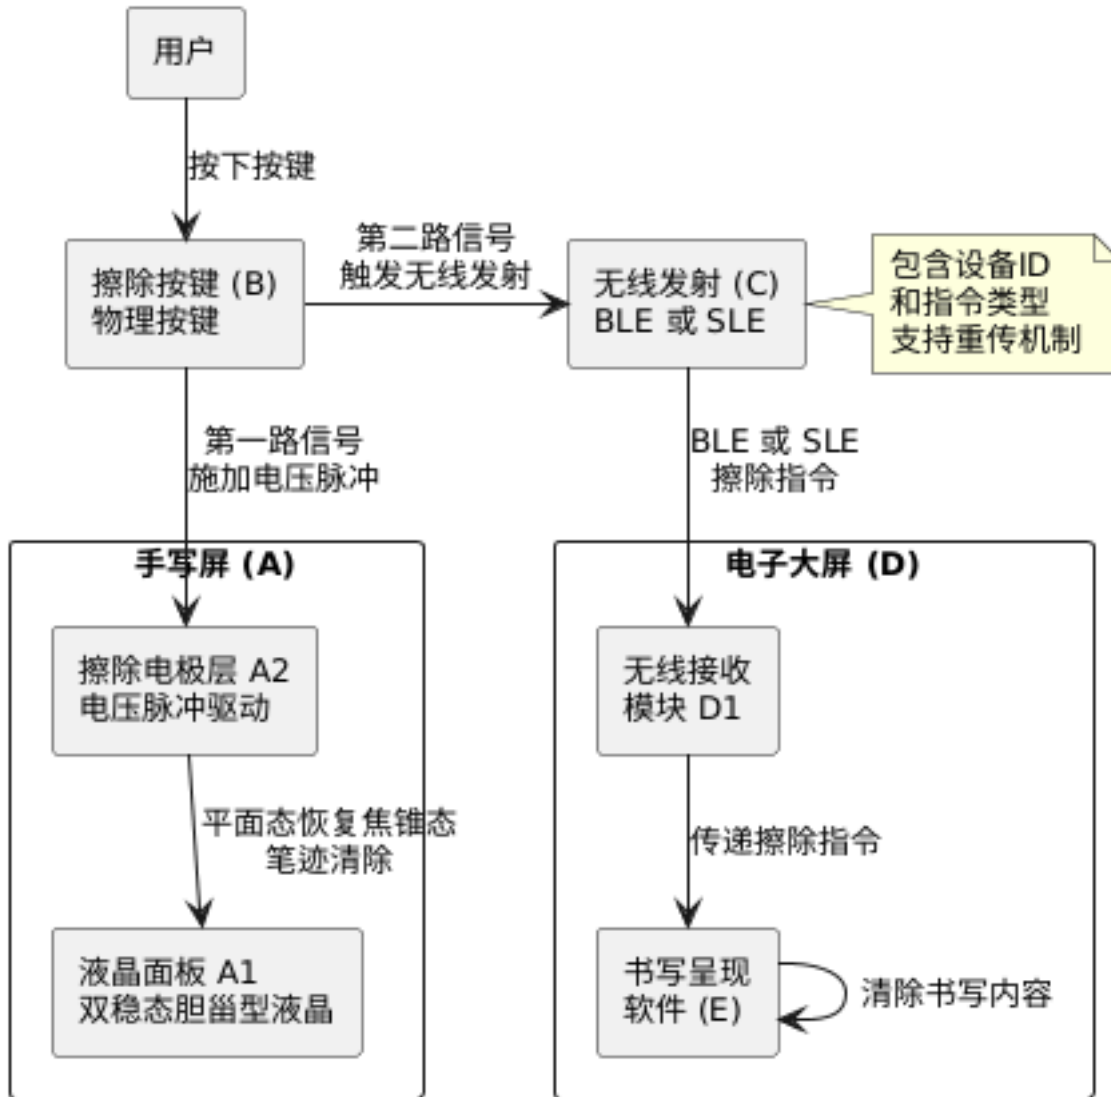 用户
按下按键
擦除按键 (B)
物理按键
第二路信号
触发无线发射
无线发射 (C)
BLE 或 SLE
包含设备ID
和指令类型
支持重传机制
第一路信号
施加电压脉冲
BLE 或 SLE
擦除指令
手写屏 (A)
擦除电极层 A2
电压脉冲驱动
平面态恢复焦锥态
笔迹清除
液晶面板 A1
双稳态胆甾型液晶
电子大屏 (D)
无线接收
模块 D1
传递擦除指令
书写呈现
软件 (E)
清除书写内容